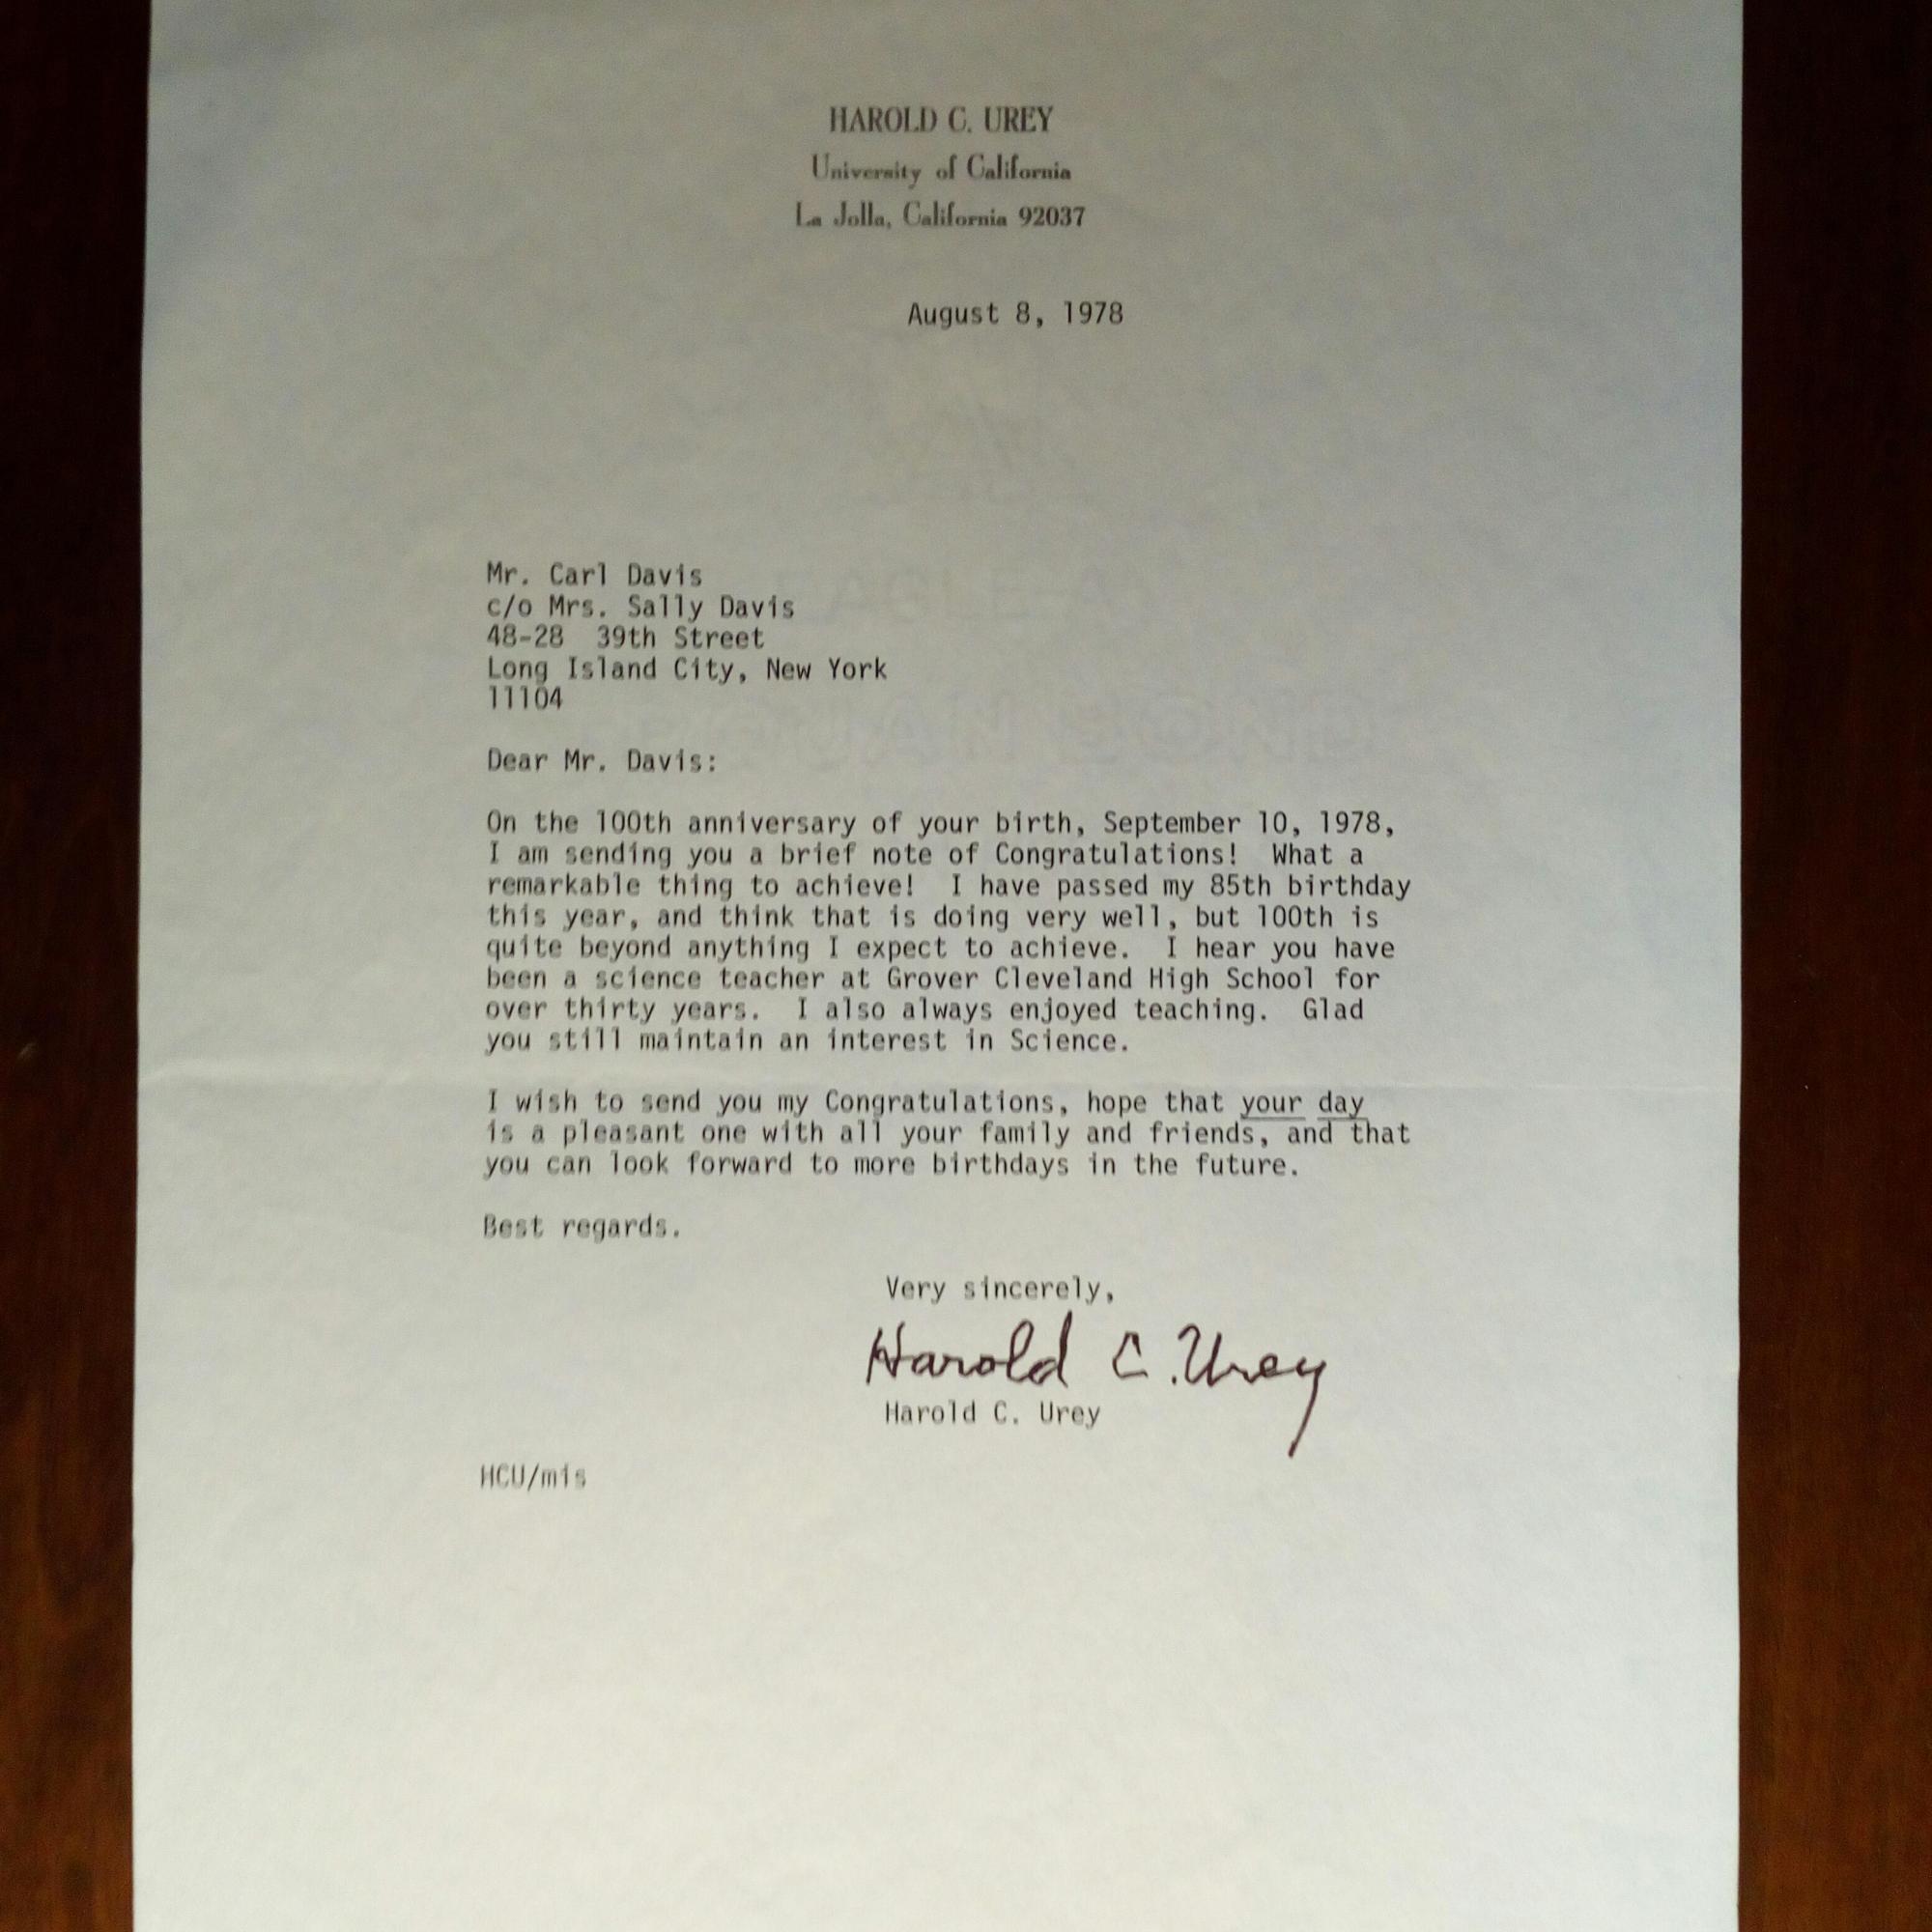 HAROLD C. UREY
University of California
La Jolla, California 92037
August 8, 1978
Mr. Carl Davis
c/o Mrs. Sally Davis
48-28  39th Street
Long Island City, New York
11104
Dear Mr. Davis:
On the 100th anniversary of your birth, September 10, 1978,
I am sending you a brief note of Congratulations!  What a
remarkable thing to achieve!  I have passed my 85th birthday
this year, and think that is doing very well, but 100th is
quite beyond anything I expect to achieve.  I hear you have
been a science teacher at Grover Cleveland High School for
over thirty years.  I also always enjoyed teaching.  Glad
you still maintain an interest in Science.
I wish to send you my Congratulations, hope that your day
is a pleasant one with all your family and friends, and that
you can look forward to more birthdays in the future.
Best regards.
Very sincerely,
Harold C. Urey
Harold C. Urey
HCU/mis